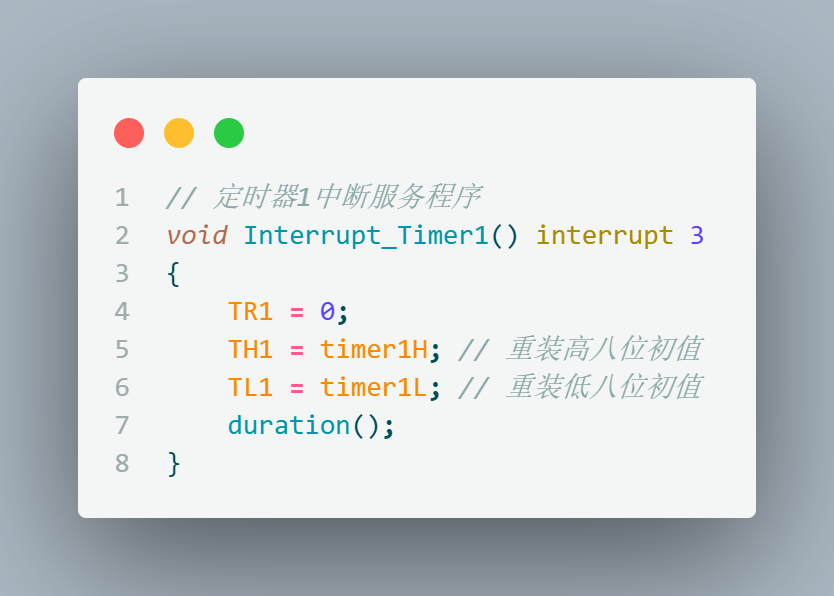 1 // 定时器1中断服务程序
2 void Interrupt_Timer1() interrupt 3
3 {
4     TR1 = 0;
5     TH1 = timer1H; // 重装高八位初值
6     TL1 = timer1L; // 重装低八位初值
7     duration();
8 }